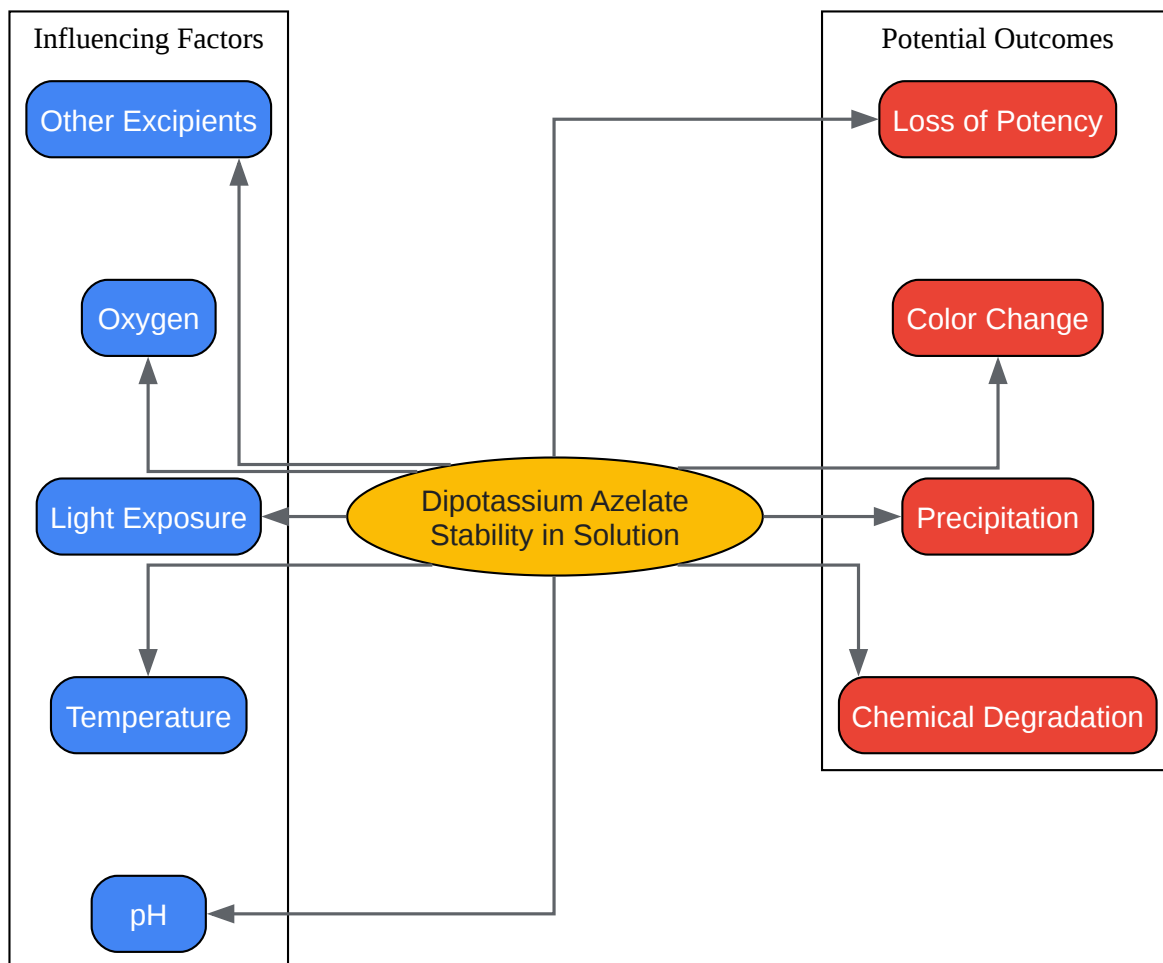 Influencing Factors
Other Excipients
Oxygen
Light Exposure
Temperature
pH
Dipotassium Azelate
Stability in Solution
Potential Outcomes
Loss of Potency
Color Change
Precipitation
Chemical Degradation